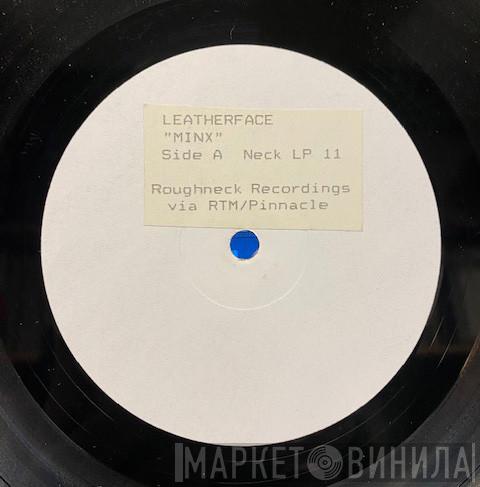 LEATHERFACE
"MINX"
Side A Neck LP 11
Roughneck Recordings
via RTM/Pinnacle
МАРКЕТ ВИНИЛА